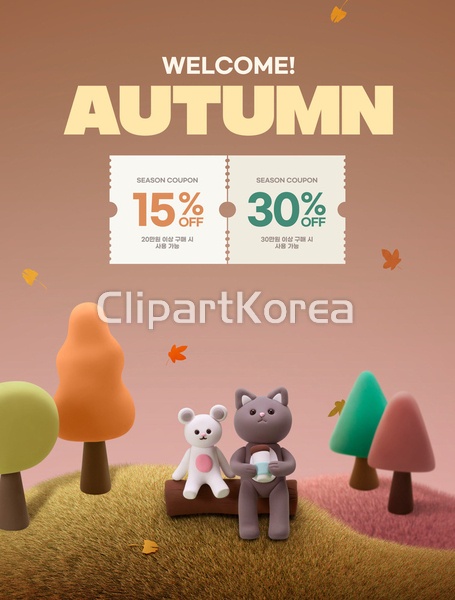 WELCOME!
AUTUMN
SEASON COUPON
15% OFF
20만원 이상 구매 시
사용 가능
SEASON COUPON
30% OFF
30만원 이상 구매 시
사용 가능
ClipartKorea